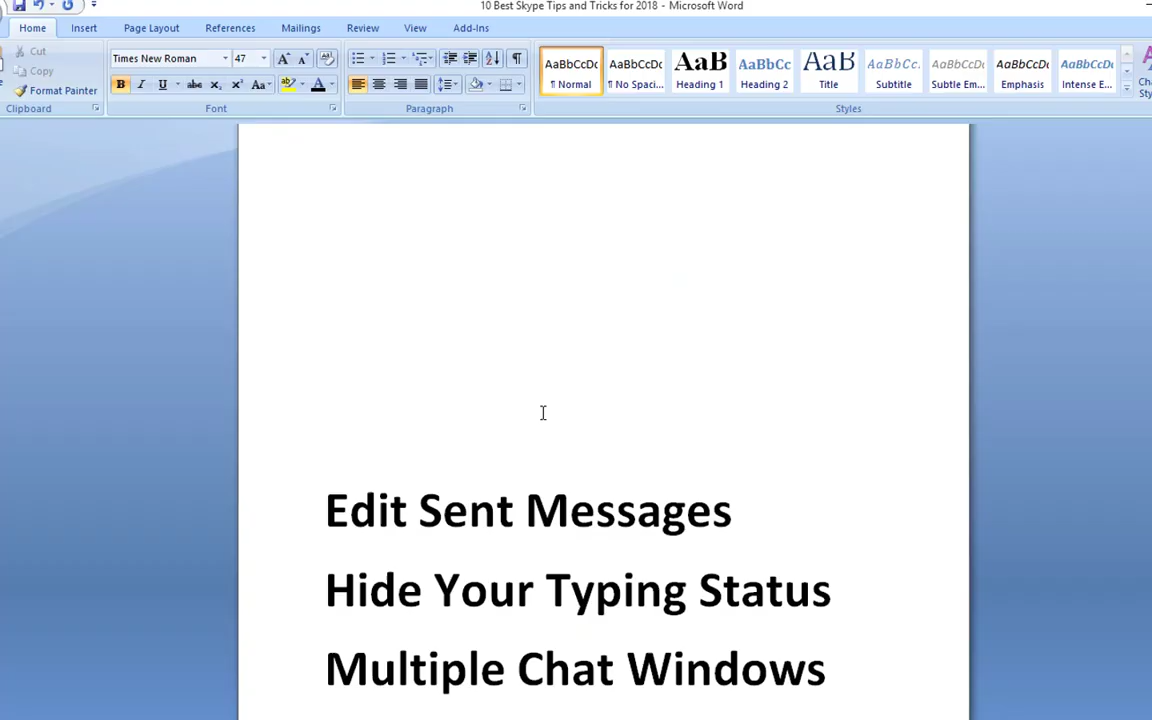 10 Best Skype Tips and Tricks for 2018 - Microsoft Word
Home Insert Page Layout References Mailings Review View Add-Ins
Cut
Copy
Format Painter
Clipboard
Times New Roman 47
Font
Paragraph
AaBbCcDc AaBbCcDc AaB AaBbCc AaB AaBbCc. AaBbCcDc AaBbCcDc AaBbCcDc
¶ Normal ¶ No Spaci... Heading 1 Heading 2 Title Subtitle Subtle Em... Emphasis Intense E...
Styles
Edit Sent Messages
Hide Your Typing Status
Multiple Chat Windows